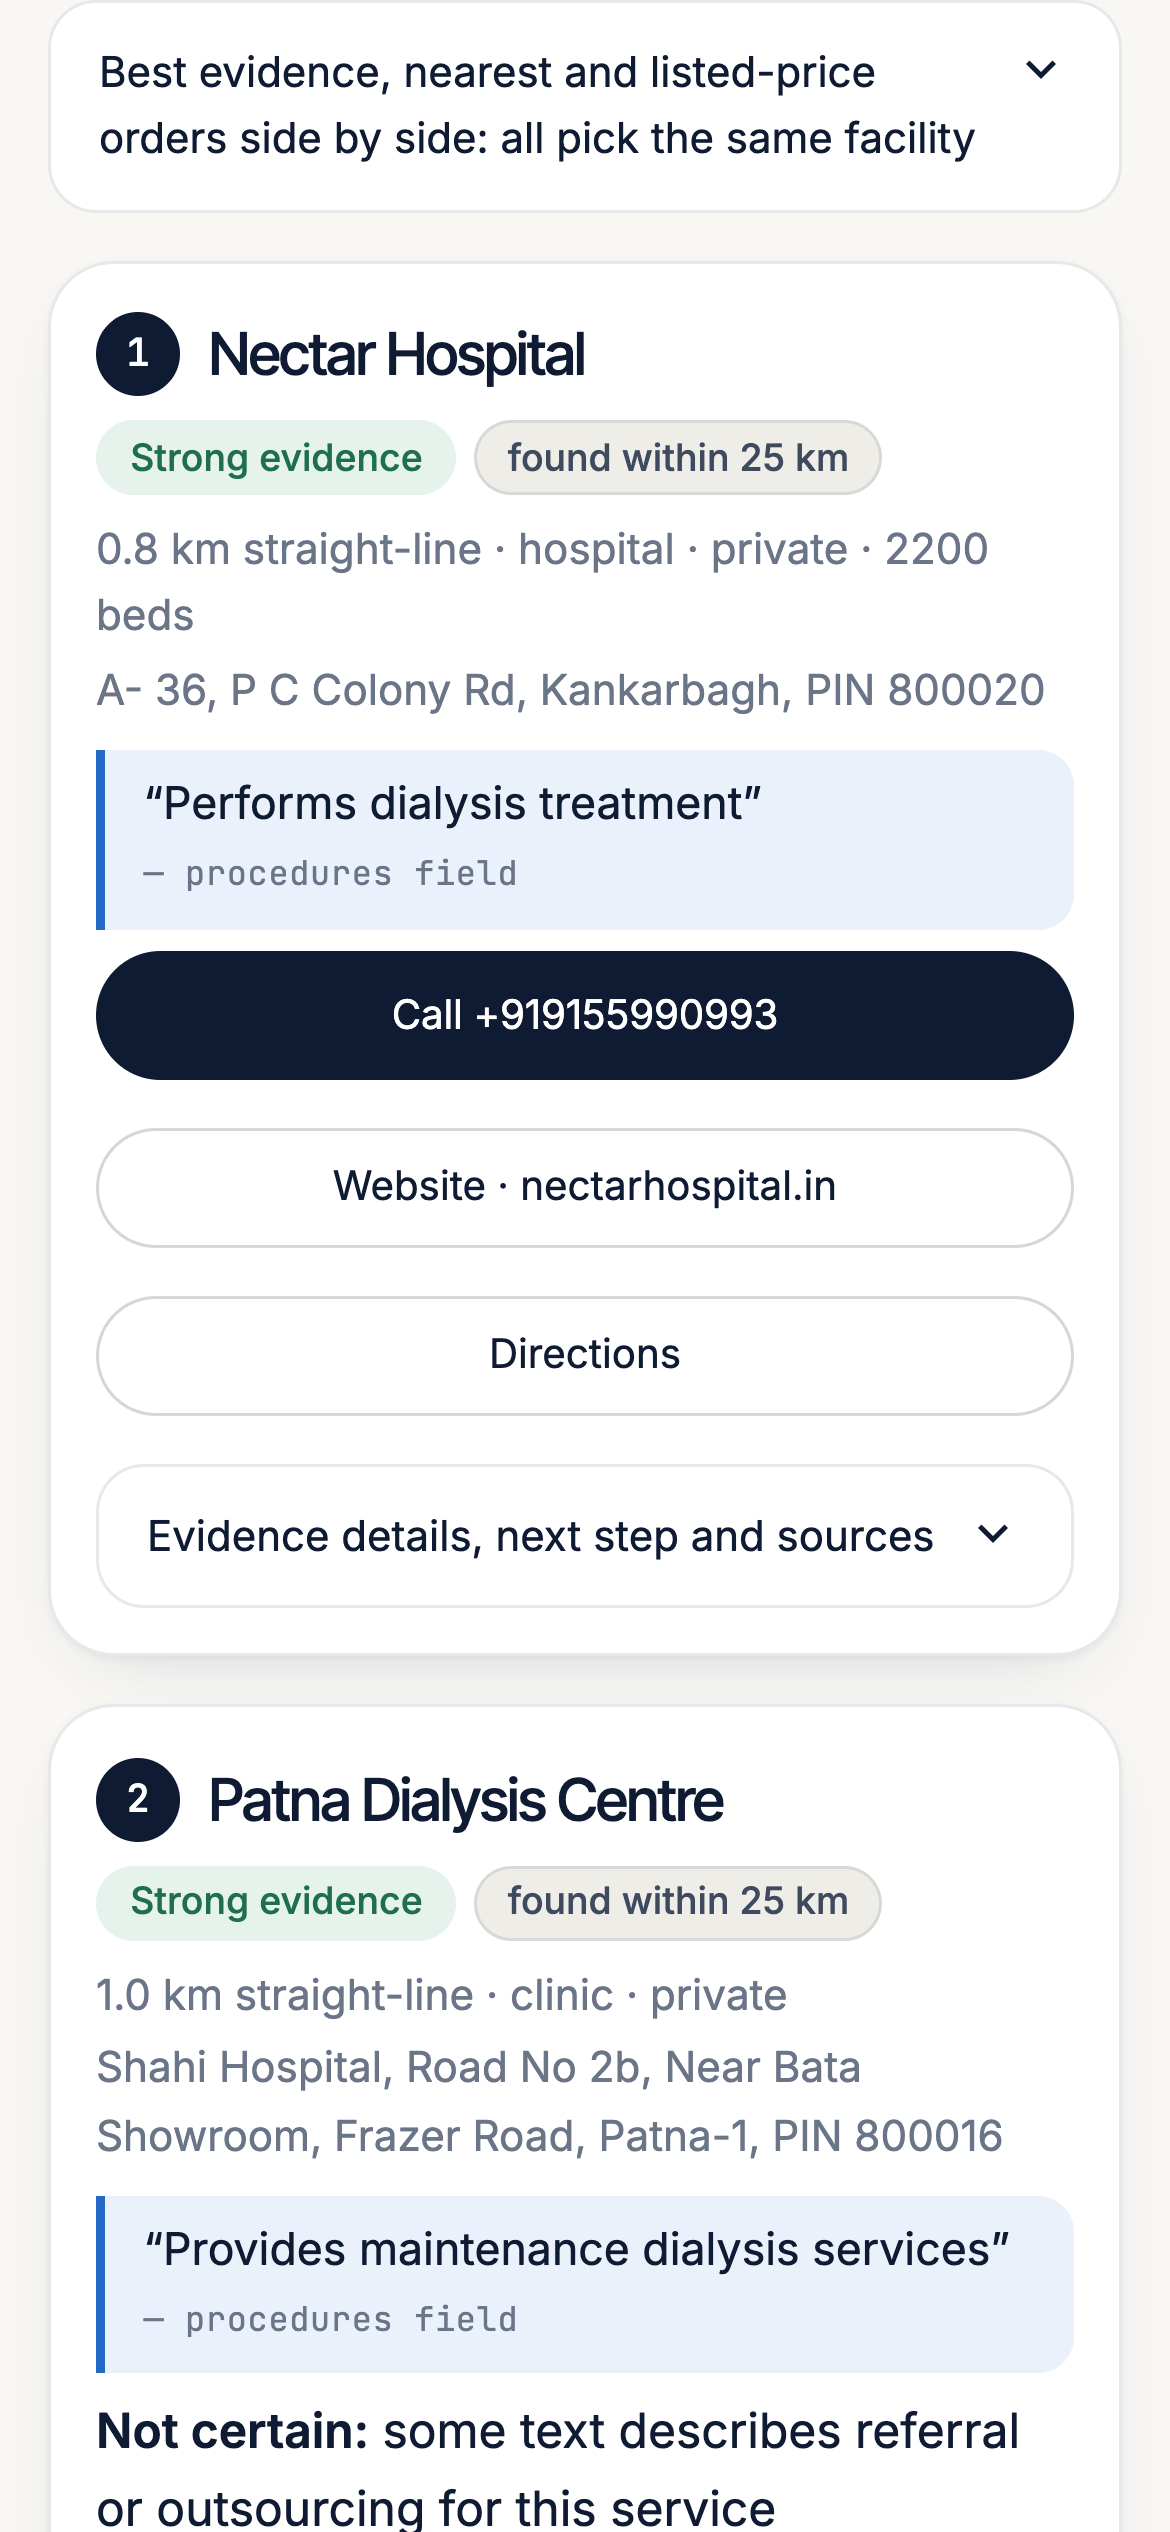 Best evidence, nearest and listed-price
orders side by side: all pick the same facility
1 Nectar Hospital
Strong evidence found within 25 km
0.8 km straight-line · hospital · private · 2200
beds
A- 36, P C Colony Rd, Kankarbagh, PIN 800020
“Performs dialysis treatment”
— procedures field
Call +919155990993
Website · nectarhospital.in
Directions
Evidence details, next step and sources
2 Patna Dialysis Centre
Strong evidence found within 25 km
1.0 km straight-line · clinic · private
Shahi Hospital, Road No 2b, Near Bata
Showroom, Frazer Road, Patna-1, PIN 800016
“Provides maintenance dialysis services”
— procedures field
Not certain: some text describes referral
or outsourcing for this service